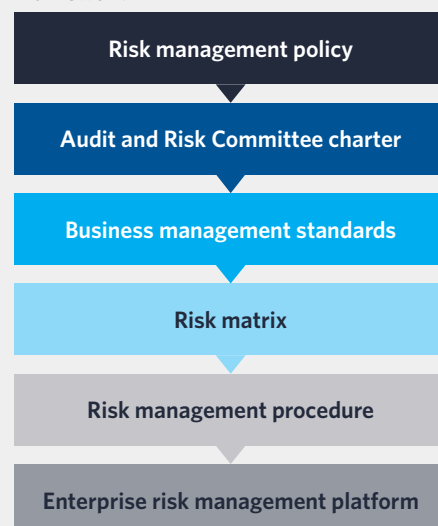 Risk management policy
Audit and Risk Committee charter
Business management standards
Risk matrix
Risk management procedure
Enterprise risk management platform